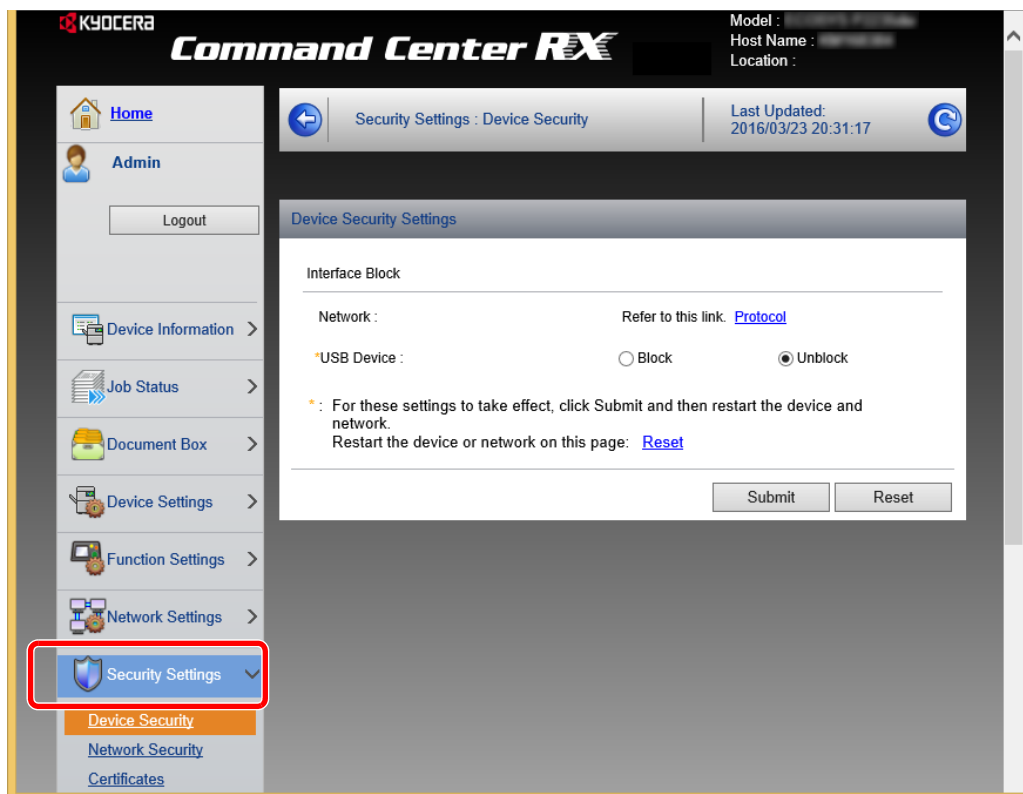 KYOCERA
Command Center RX
Model :
Host Name :
Location :
Home
Admin
Logout
Device Information
Job Status
Document Box
Device Settings
Function Settings
Network Settings
Security Settings
Device Security
Network Security
Certificates
Security Settings : Device Security
Last Updated:
2016/03/23 20:31:17
Device Security Settings
Interface Block
Network : Refer to this link. Protocol
*USB Device : Block Unblock
* : For these settings to take effect, click Submit and then restart the device and
network.
Restart the device or network on this page: Reset
Submit Reset